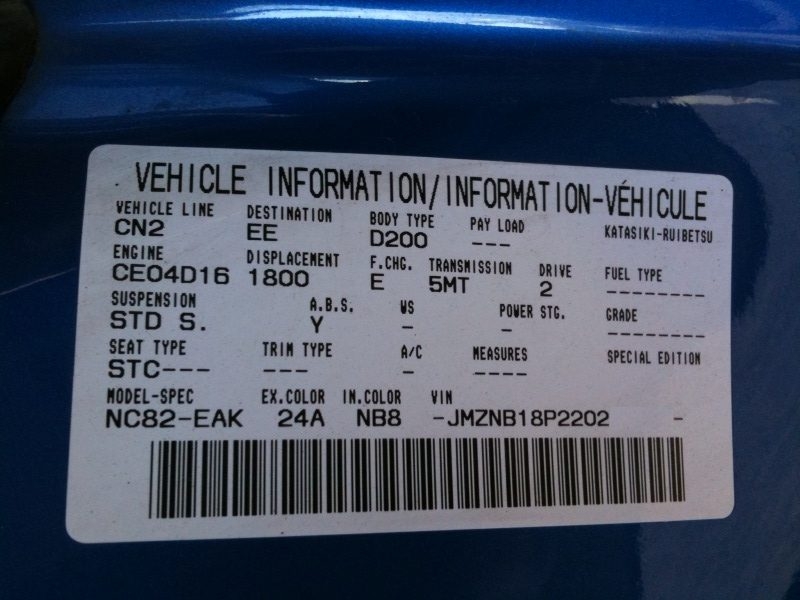 VEHICLE INFORMATION/INFORMATION-VÉHICULE
VEHICLE LINE DESTINATION BODY TYPE PAY LOAD KATASIKI-RUIBETSU
CN2 EE D200 ---
ENGINE DISPLACEMENT F.CHG. TRANSMISSION DRIVE FUEL TYPE
CE04D16 1800 E 5MT 2 ----------
SUSPENSION A.B.S. WS POWER STG. GRADE
STD S. Y - - ----------
SEAT TYPE TRIM TYPE A/C MEASURES SPECIAL EDITION
STC--- --- - ----
MODEL-SPEC EX.COLOR IN.COLOR VIN
NC82-EAK 24A NB8 -JMZNB18P2202 -